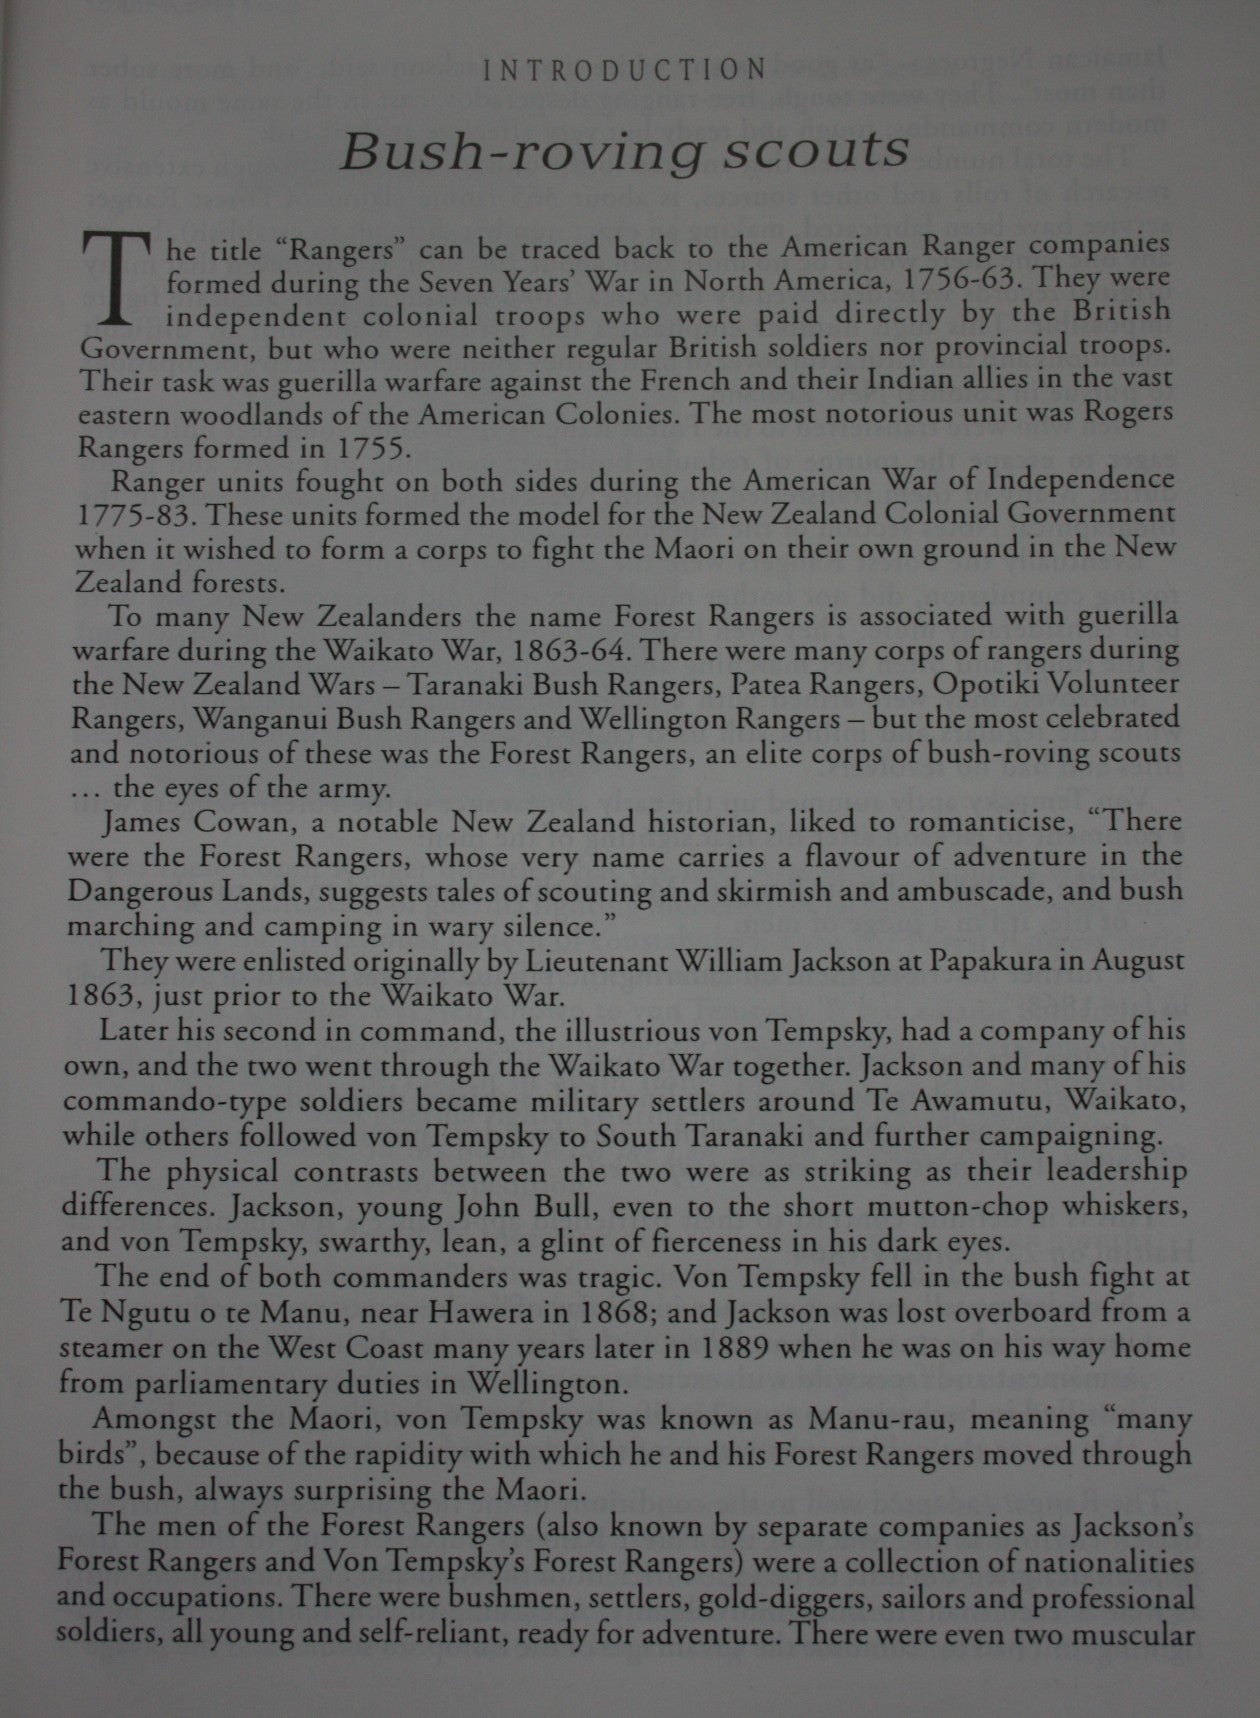 INTRODUCTION
Bush-roving scouts
The title “Rangers” can be traced back to the American Ranger companies
formed during the Seven Years’ War in North America, 1756-63. They were
independent colonial troops who were paid directly by the British
Government, but who were neither regular British soldiers nor provincial troops.
Their task was guerilla warfare against the French and their Indian allies in the vast
eastern woodlands of the American Colonies. The most notorious unit was Rogers
Rangers formed in 1755.
Ranger units fought on both sides during the American War of Independence
1775-83. These units formed the model for the New Zealand Colonial Government
when it wished to form a corps to fight the Maori on their own ground in the New
Zealand forests.
To many New Zealanders the name Forest Rangers is associated with guerilla
warfare during the Waikato War, 1863-64. There were many corps of rangers during
the New Zealand Wars – Taranaki Bush Rangers, Patea Rangers, Opotiki Volunteer
Rangers, Wanganui Bush Rangers and Wellington Rangers – but the most celebrated
and notorious of these was the Forest Rangers, an elite corps of bush-roving scouts
... the eyes of the army.
James Cowan, a notable New Zealand historian, liked to romanticise, “There
were the Forest Rangers, whose very name carries a flavour of adventure in the
Dangerous Lands, suggests tales of scouting and skirmish and ambuscade, and bush
marching and camping in wary silence.”
They were enlisted originally by Lieutenant William Jackson at Papakura in August
1863, just prior to the Waikato War.
Later his second in command, the illustrious von Tempsky, had a company of his
own, and the two went through the Waikato War together. Jackson and many of his
commando-type soldiers became military settlers around Te Awamutu, Waikato,
while others followed von Tempsky to South Taranaki and further campaigning.
The physical contrasts between the two were as striking as their leadership
differences. Jackson, young John Bull, even to the short mutton-chop whiskers,
and von Tempsky, swarthy, lean, a glint of fierceness in his dark eyes.
The end of both commanders was tragic. Von Tempsky fell in the bush fight at
Te Ngutu o te Manu, near Hawera in 1868; and Jackson was lost overboard from a
steamer on the West Coast many years later in 1889 when he was on his way home
from parliamentary duties in Wellington.
Amongst the Maori, von Tempsky was known as Manu-rau, meaning “many
birds”, because of the rapidity with which he and his Forest Rangers moved through
the bush, always surprising the Maori.
The men of the Forest Rangers (also known by separate companies as Jackson’s
Forest Rangers and Von Tempsky’s Forest Rangers) were a collection of nationalities
and occupations. There were bushmen, settlers, gold-diggers, sailors and professional
soldiers, all young and self-reliant, ready for adventure. There were even two muscular